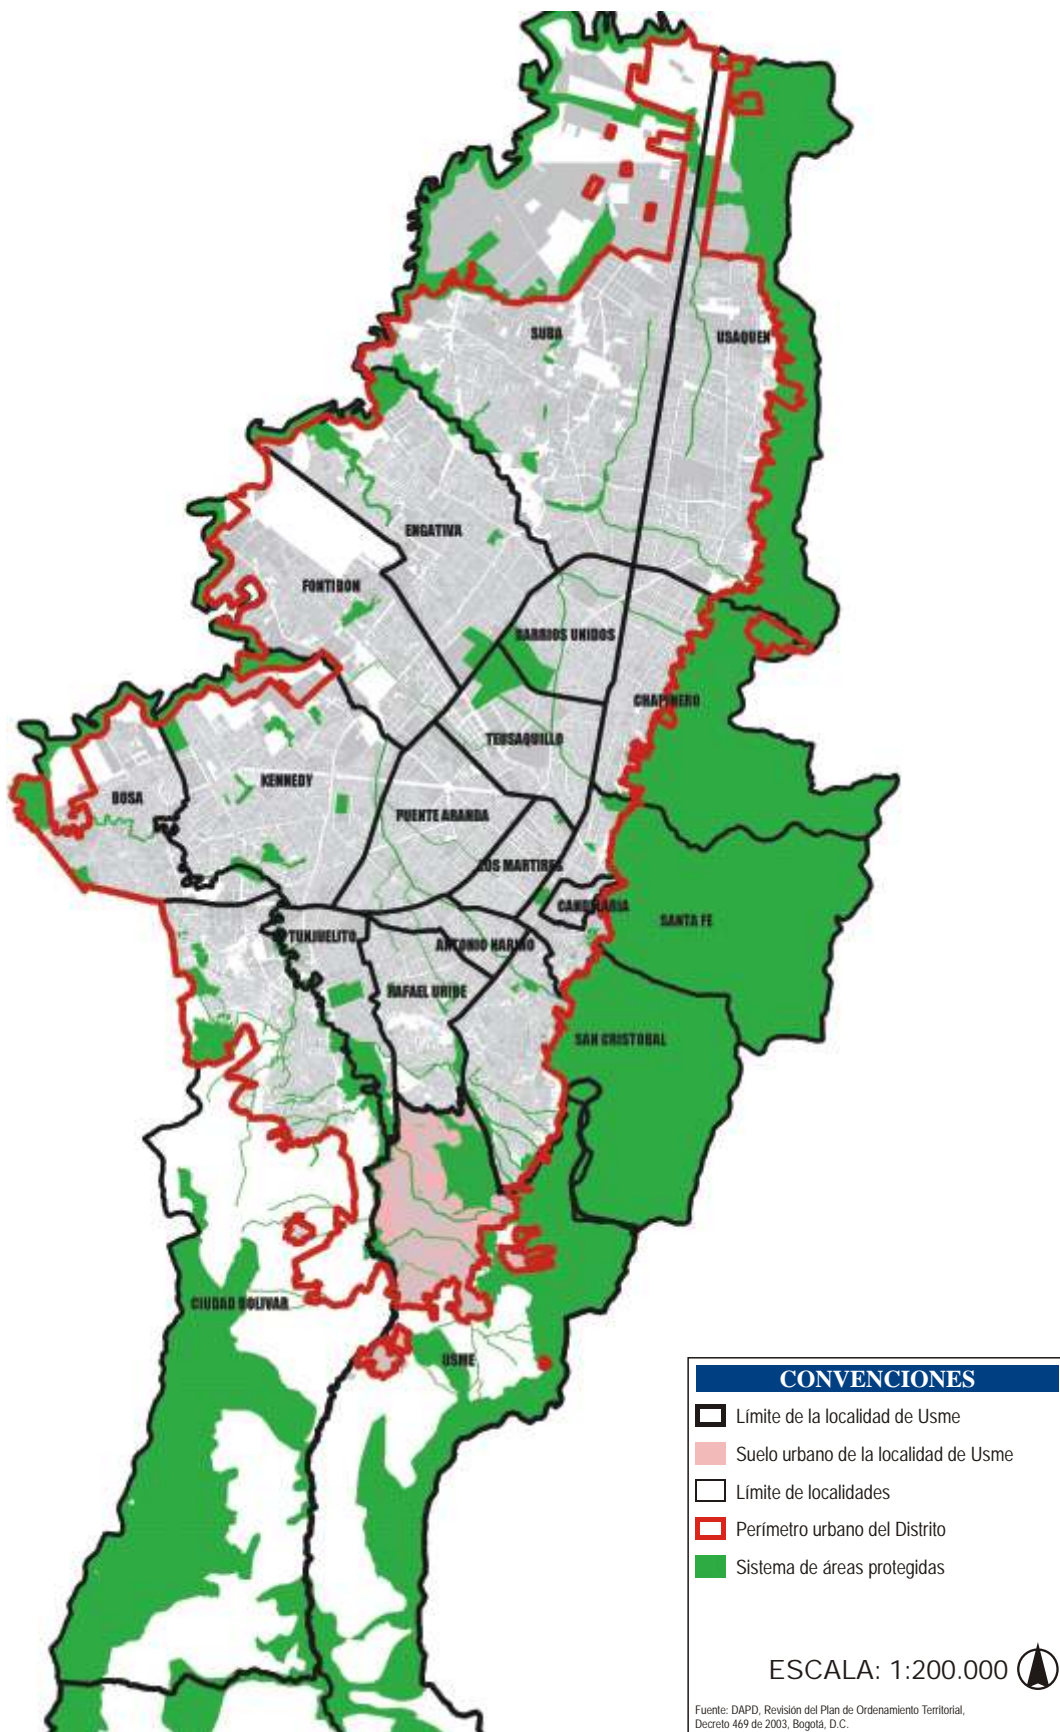 SUBA
USAQUEN
ENGATIVA
FONTIBON
BARRIOS UNIDOS
CHAPINERO
TEUSAQUILLO
KENNEDY
BOSA
PUENTE ARANDA
LOS MARTIRES
CANDELARIA
SANTA FE
TUNJUELITO
ANTONIO NARIÑO
RAFAEL URIBE
SAN CRISTOBAL
CIUDAD BOLIVAR
USME
CONVENCIONES
Límite de la localidad de Usme
Suelo urbano de la localidad de Usme
Límite de localidades
Perímetro urbano del Distrito
Sistema de áreas protegidas
ESCALA: 1:200.000
Fuente: DAPD, Revisión del Plan de Ordenamiento Territorial,
Decreto 469 de 2003, Bogotá, D.C.